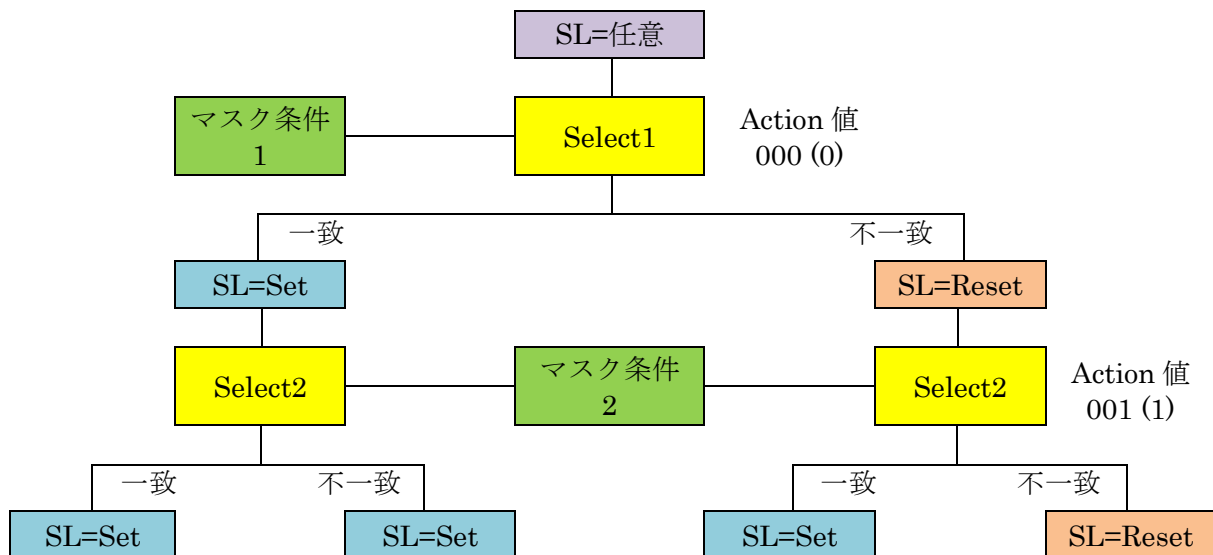 SL=任意
マスク条件
1
Select1
Action 値
000 (0)
一致
不一致
SL=Set
SL=Reset
Select2
マスク条件
2
Select2
Action 値
001 (1)
一致
不一致
一致
不一致
SL=Set
SL=Set
SL=Set
SL=Reset